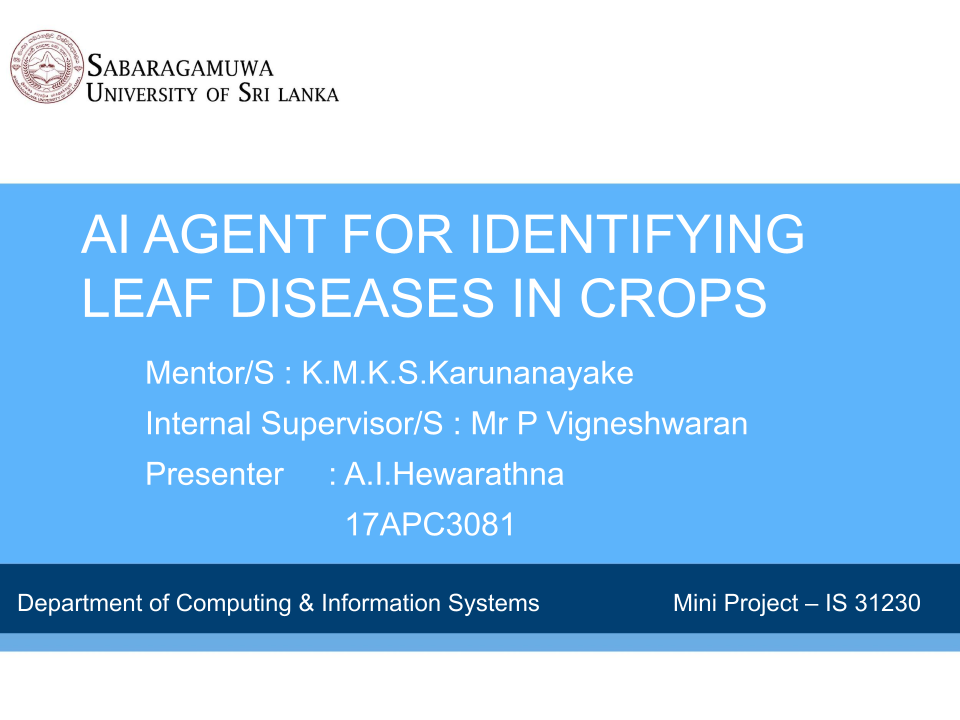 SABARAGAMUWA
UNIVERSITY OF SRI LANKA
AI AGENT FOR IDENTIFYING
LEAF DISEASES IN CROPS
Mentor/S : K.M.K.S.Karunanayake
Internal Supervisor/S : Mr P Vigneshwaran
Presenter : A.I.Hewarathna
17APC3081
Department of Computing & Information Systems Mini Project – IS 31230